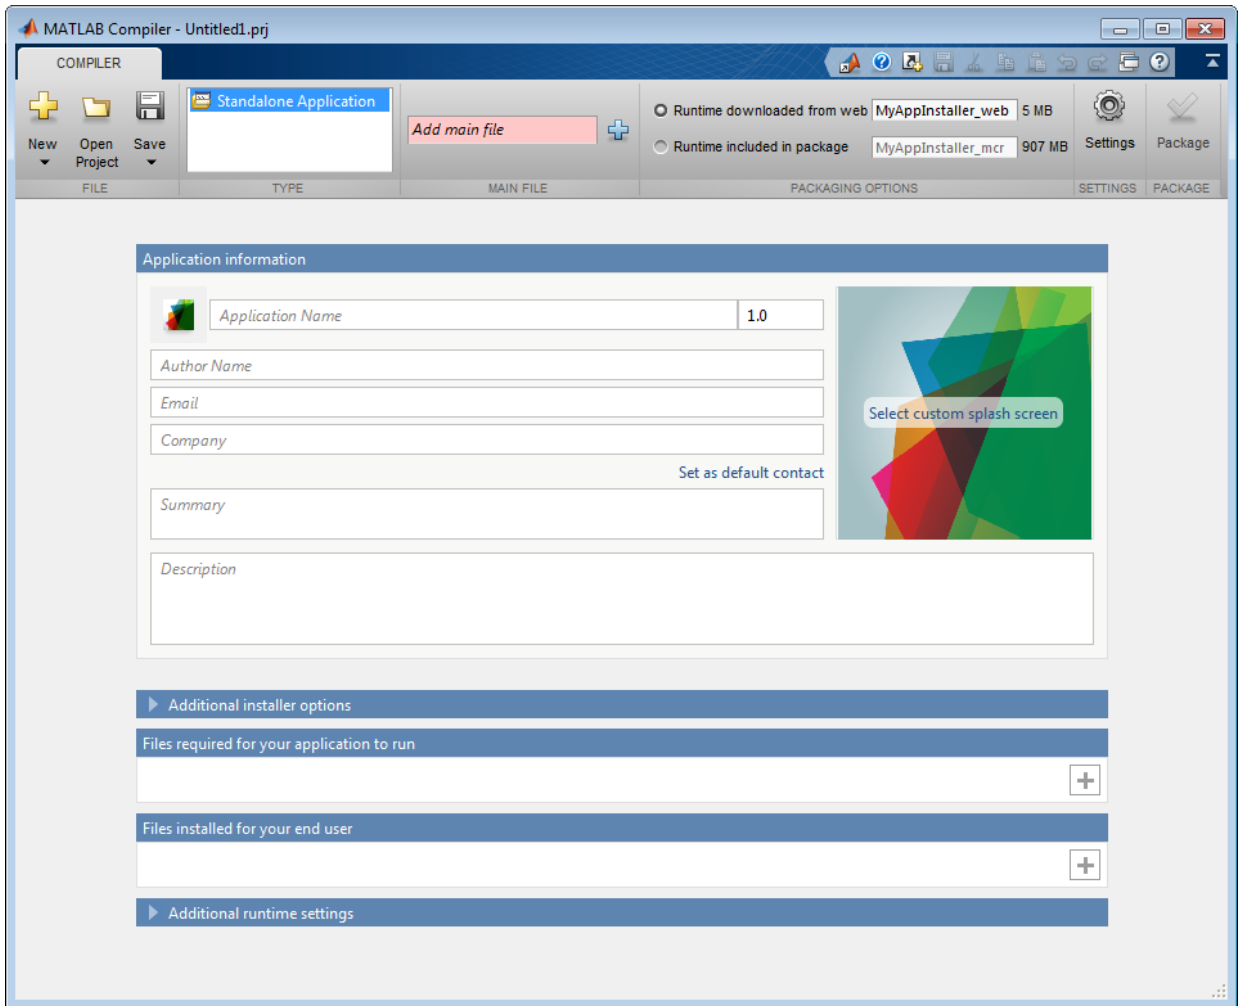 MATLAB Compiler - Untitled1.prj
COMPILER
New
Open Project
Save
FILE
Standalone Application
TYPE
Add main file
MAIN FILE
Runtime downloaded from web MyAppInstaller_web 5 MB
Runtime included in package MyAppInstaller_mcr 907 MB
PACKAGING OPTIONS
Settings
SETTINGS
Package
PACKAGE
Application information
Application Name 1.0
Author Name
Email
Company
Set as default contact
Summary
Select custom splash screen
Description
Additional installer options
Files required for your application to run
Files installed for your end user
Additional runtime settings